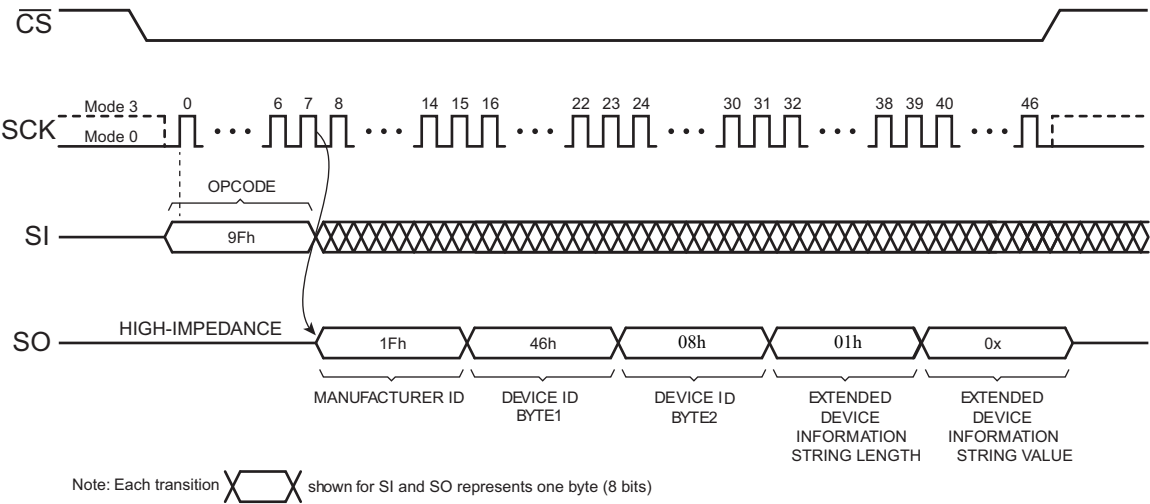 CS
Mode 3
0 6 7 8 14 15 16 22 23 24 30 31 32 38 39 40 46
SCK
Mode 0
OPCODE
SI
9Fh
HIGH-IMPEDANCE
SO
1Fh 46h 08h 01h 0x
MANUFACTURER ID
DEVICE ID
BYTE1
DEVICE ID
BYTE2
EXTENDED
DEVICE
INFORMATION
STRING LENGTH
EXTENDED
DEVICE
INFORMATION
STRING VALUE
Note: Each transition shown for SI and SO represents one byte (8 bits)